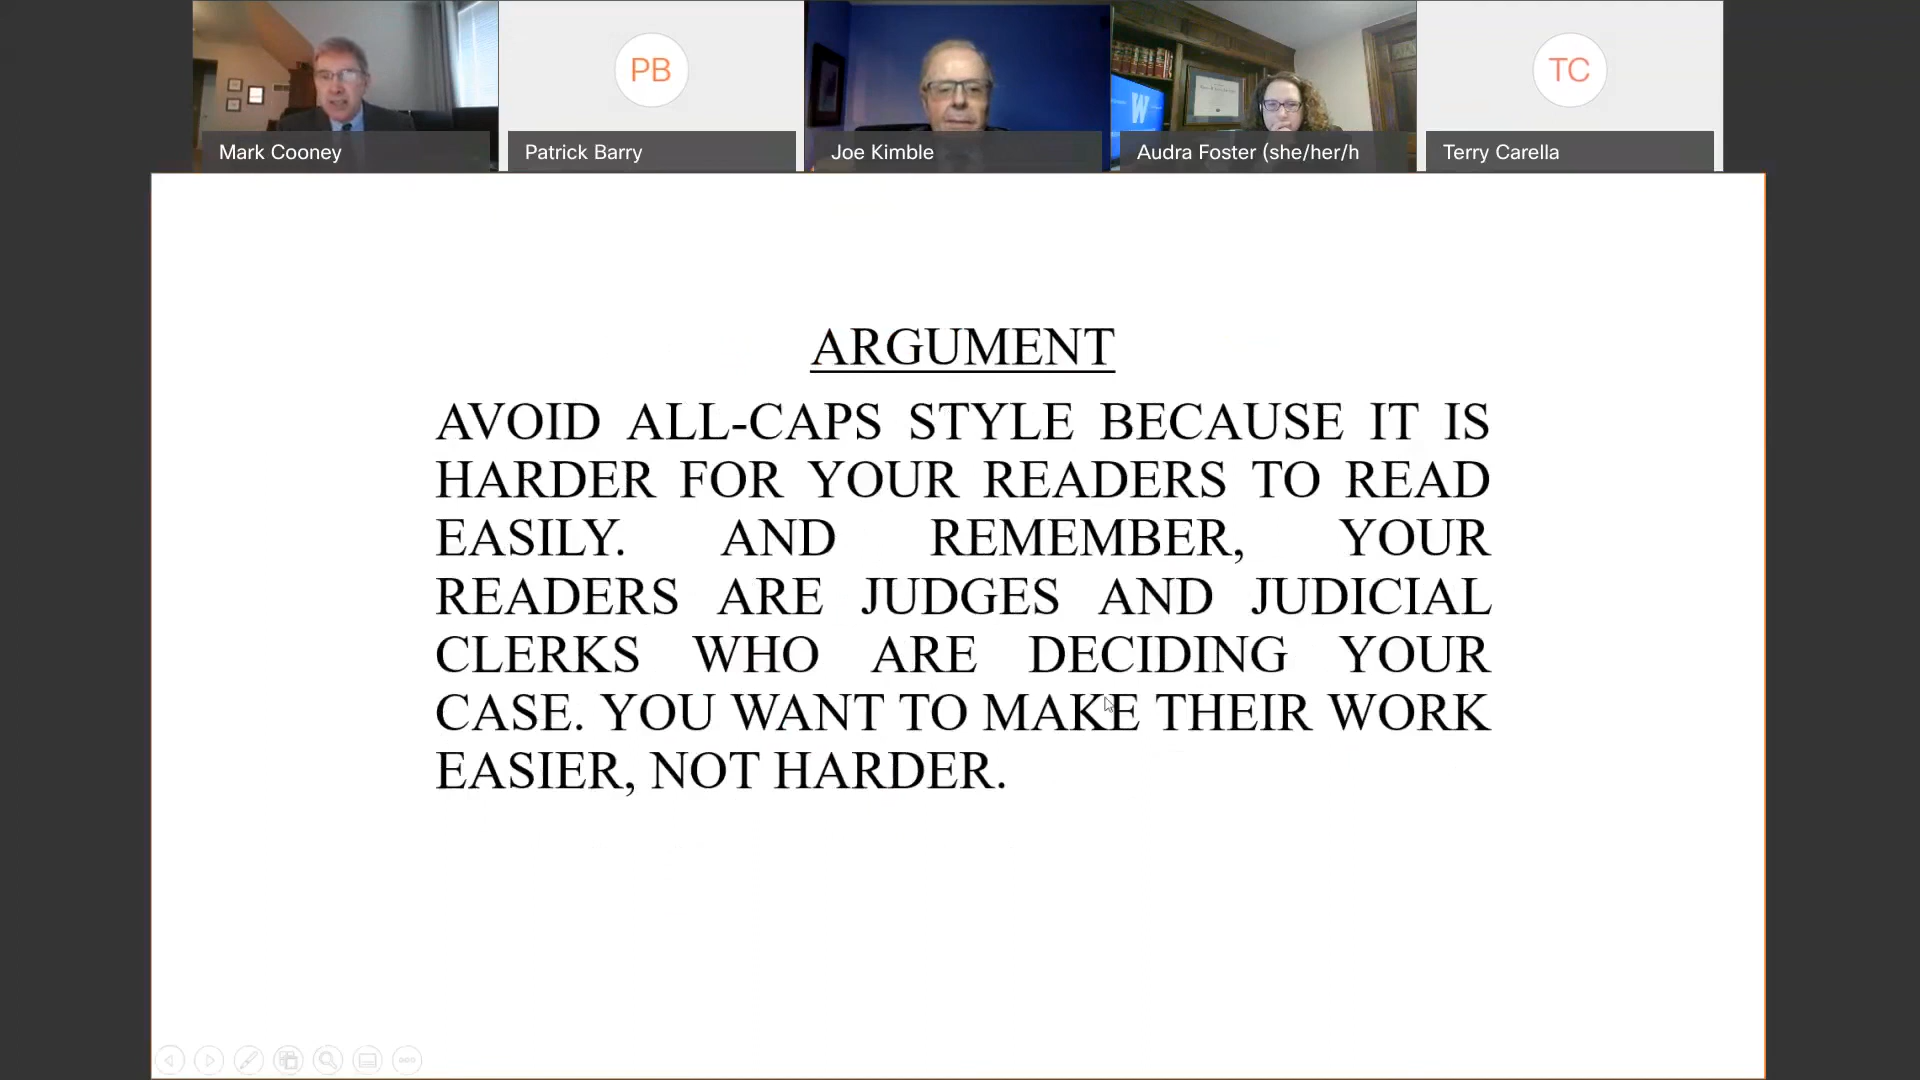 PB
TC
W
Mark Cooney
Patrick Barry
Joe Kimble
Audra Foster (she/her/h
Terry Carella
ARGUMENT
AVOID ALL-CAPS STYLE BECAUSE IT IS
HARDER FOR YOUR READERS TO READ
EASILY. AND REMEMBER, YOUR
READERS ARE JUDGES AND JUDICIAL
CLERKS WHO ARE DECIDING YOUR
CASE. YOU WANT TO MAKE THEIR WORK
EASIER, NOT HARDER.